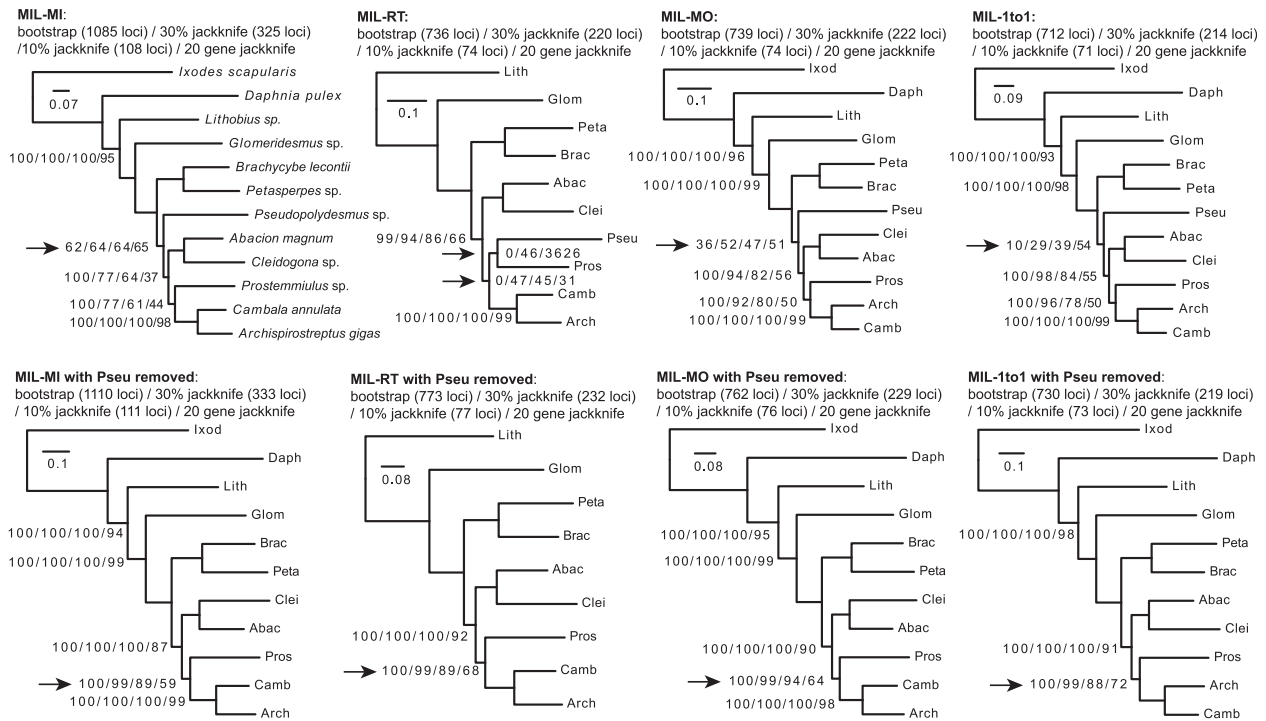 MIL-MI:
bootstrap (1085 loci) / 30% jackknife (325 loci)
/10% jackknife (108 loci) / 20 gene jackknife
Ixodes scapularis
0.07
Daphnia pulex
Lithobius sp.
Glomeridesmus sp.
100/100/100/95
Brachycybe lecontii
Petasperpes sp.
Pseudopolydesmus sp.
Abacion magnum
62/64/64/65
Cleidogona sp.
100/77/64/37
Prostemmiulus sp.
100/77/61/44
Cambala annulata
100/100/100/98
Archispirostreptus gigas
MIL-RT:
bootstrap (736 loci) / 30% jackknife (220 loci)
/ 10% jackknife (74 loci) / 20 gene jackknife
Lith
0.1
Glom
Peta
Brac
Abac
Clei
99/94/86/66
Pseu
0/46/3626
Pros
0/47/45/31
Camb
100/100/100/99
Arch
MIL-MO:
bootstrap (739 loci) / 30% jackknife (222 loci)
/ 10% jackknife (74 loci) / 20 gene jackknife
Ixod
0.1
Daph
Lith
Glom
100/100/100/96
Peta
100/100/100/99
Brac
Pseu
Clei
36/52/47/51
Abac
100/94/82/56
Pros
100/92/80/50
Arch
100/100/100/99
Camb
MIL-1to1:
bootstrap (712 loci) / 30% jackknife (214 loci)
/ 10% jackknife (71 loci) / 20 gene jackknife
Ixod
0.09
Daph
Lith
Glom
100/100/100/93
Brac
100/100/100/98
Peta
Pseu
Abac
10/29/39/54
Clei
100/98/84/55
Pros
100/96/78/50
Arch
100/100/100/99
Camb
MIL-MI with Pseu removed:
bootstrap (1110 loci) / 30% jackknife (333 loci)
/ 10% jackknife (111 loci) / 20 gene jackknife
Ixod
0.1
Daph
Lith
Glom
100/100/100/94
Brac
100/100/100/99
Peta
Clei
Abac
100/100/100/87
Pros
100/99/89/59
Camb
100/100/100/99
Arch
MIL-RT with Pseu removed:
bootstrap (773 loci) / 30% jackknife (232 loci)
/ 10% jackknife (77 loci) / 20 gene jackknife
Lith
0.08
Glom
Peta
Brac
Abac
Clei
100/100/100/92
Pros
100/99/89/68
Camb
Arch
MIL-MO with Pseu removed:
bootstrap (762 loci) / 30% jackknife (229 loci)
/ 10% jackknife (76 loci) / 20 gene jackknife
Ixod
0.08
Daph
Lith
Glom
100/100/100/95
Brac
100/100/100/99
Peta
Clei
Abac
100/100/100/90
Pros
100/99/94/64
Camb
100/100/100/98
Arch
MIL-1to1 with Pseu removed:
bootstrap (730 loci) / 30% jackknife (219 loci)
/ 10% jackknife (73 loci) / 20 gene jackknife
Ixod
0.1
Daph
Lith
Glom
100/100/100/98
Peta
Brac
Abac
Clei
100/100/100/91
Pros
100/99/88/72
Arch
Camb